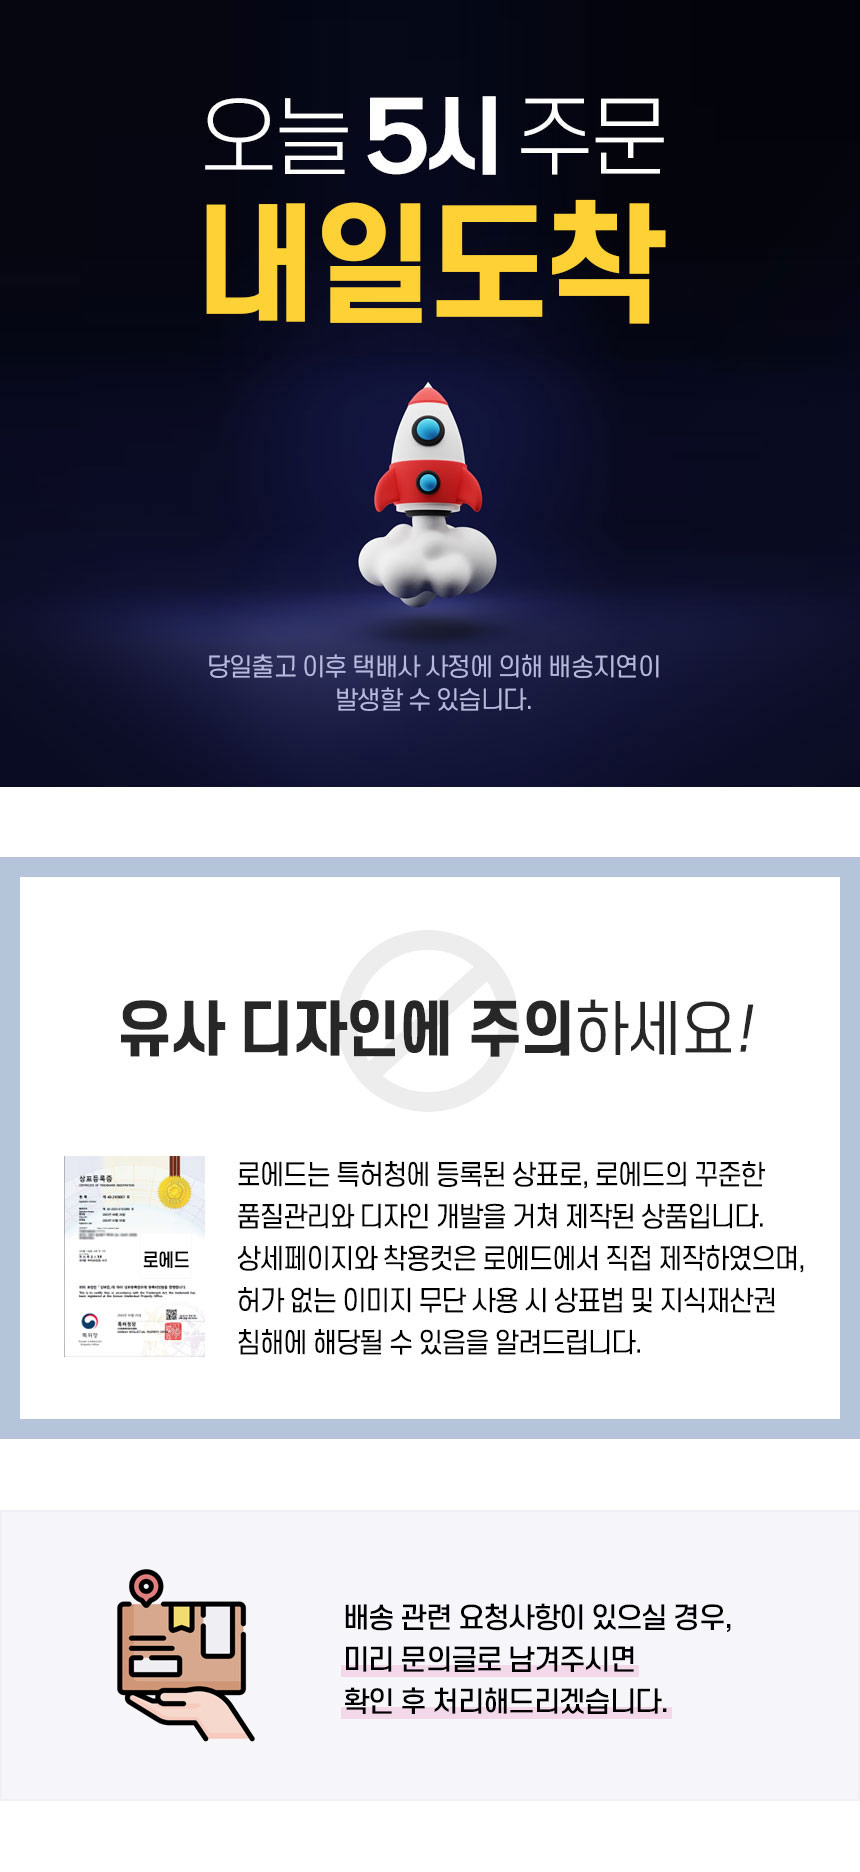 오늘 5시 주문
내일도착
당일출고 이후 택배사 사정에 의해 배송지연이
발생할 수 있습니다.
유사 디자인에 주의하세요!
상표등록증
로에드
특허청
로에드는 특허청에 등록된 상표로, 로에드의 꾸준한
품질관리와 디자인 개발을 거쳐 제작된 상품입니다.
상세페이지와 착용컷은 로에드에서 직접 제작하였으며,
허가 없는 이미지 무단 사용 시 상표법 및 지식재산권
침해에 해당될 수 있음을 알려드립니다.
배송 관련 요청사항이 있으실 경우,
미리 문의글로 남겨주시면
확인 후 처리해드리겠습니다.